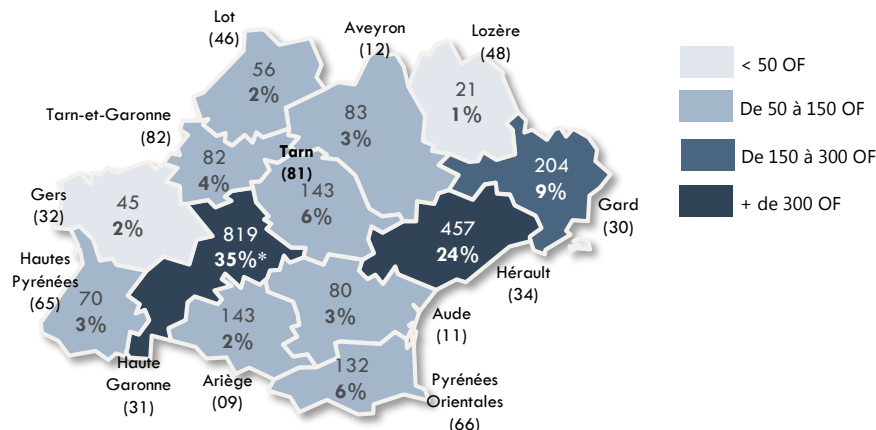 Lot
(46)
Aveyron
(12)
Lozère
(48)
56
2%
21
1%
83
3%
Tarn-et-Garonne
(82)
82
4%
Tarn
(81)
143
6%
204
9%
Gard
(30)
Gers
(32)
45
2%
819
35%*
457
24%
Hérault
(34)
Hautes
Pyrénées
(65)
70
3%
80
3%
Aude
(11)
143
2%
132
6%
Haute
Garonne
(31)
Ariège
(09)
Pyrénées
Orientales
(66)
< 50 OF
De 50 à 150 OF
De 150 à 300 OF
+ de 300 OF